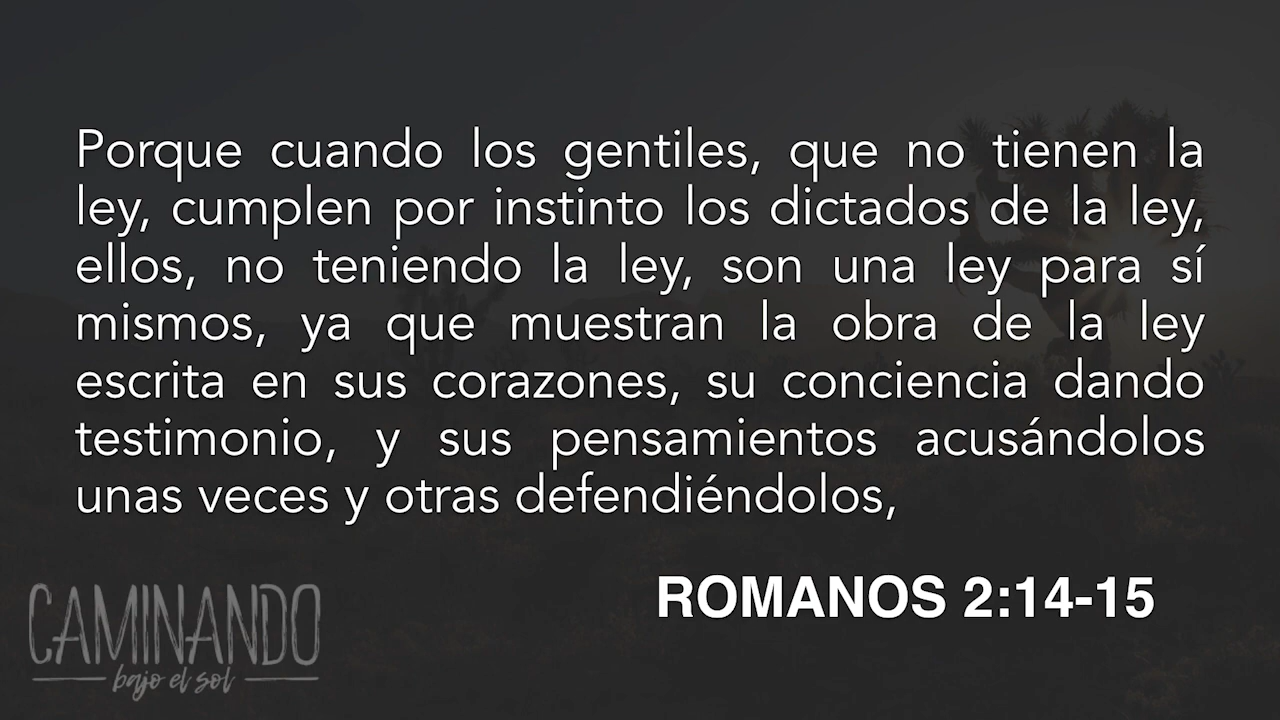 Porque cuando los gentiles, que no tienen la
ley, cumplen por instinto los dictados de la ley,
ellos, no teniendo la ley, son una ley para sí
mismos, ya que muestran la obra de la ley
escrita en sus corazones, su conciencia dando
testimonio, y sus pensamientos acusándolos
unas veces y otras defendiéndolos,
ROMANOS 2:14-15
CAMINANDO
bajo el sol